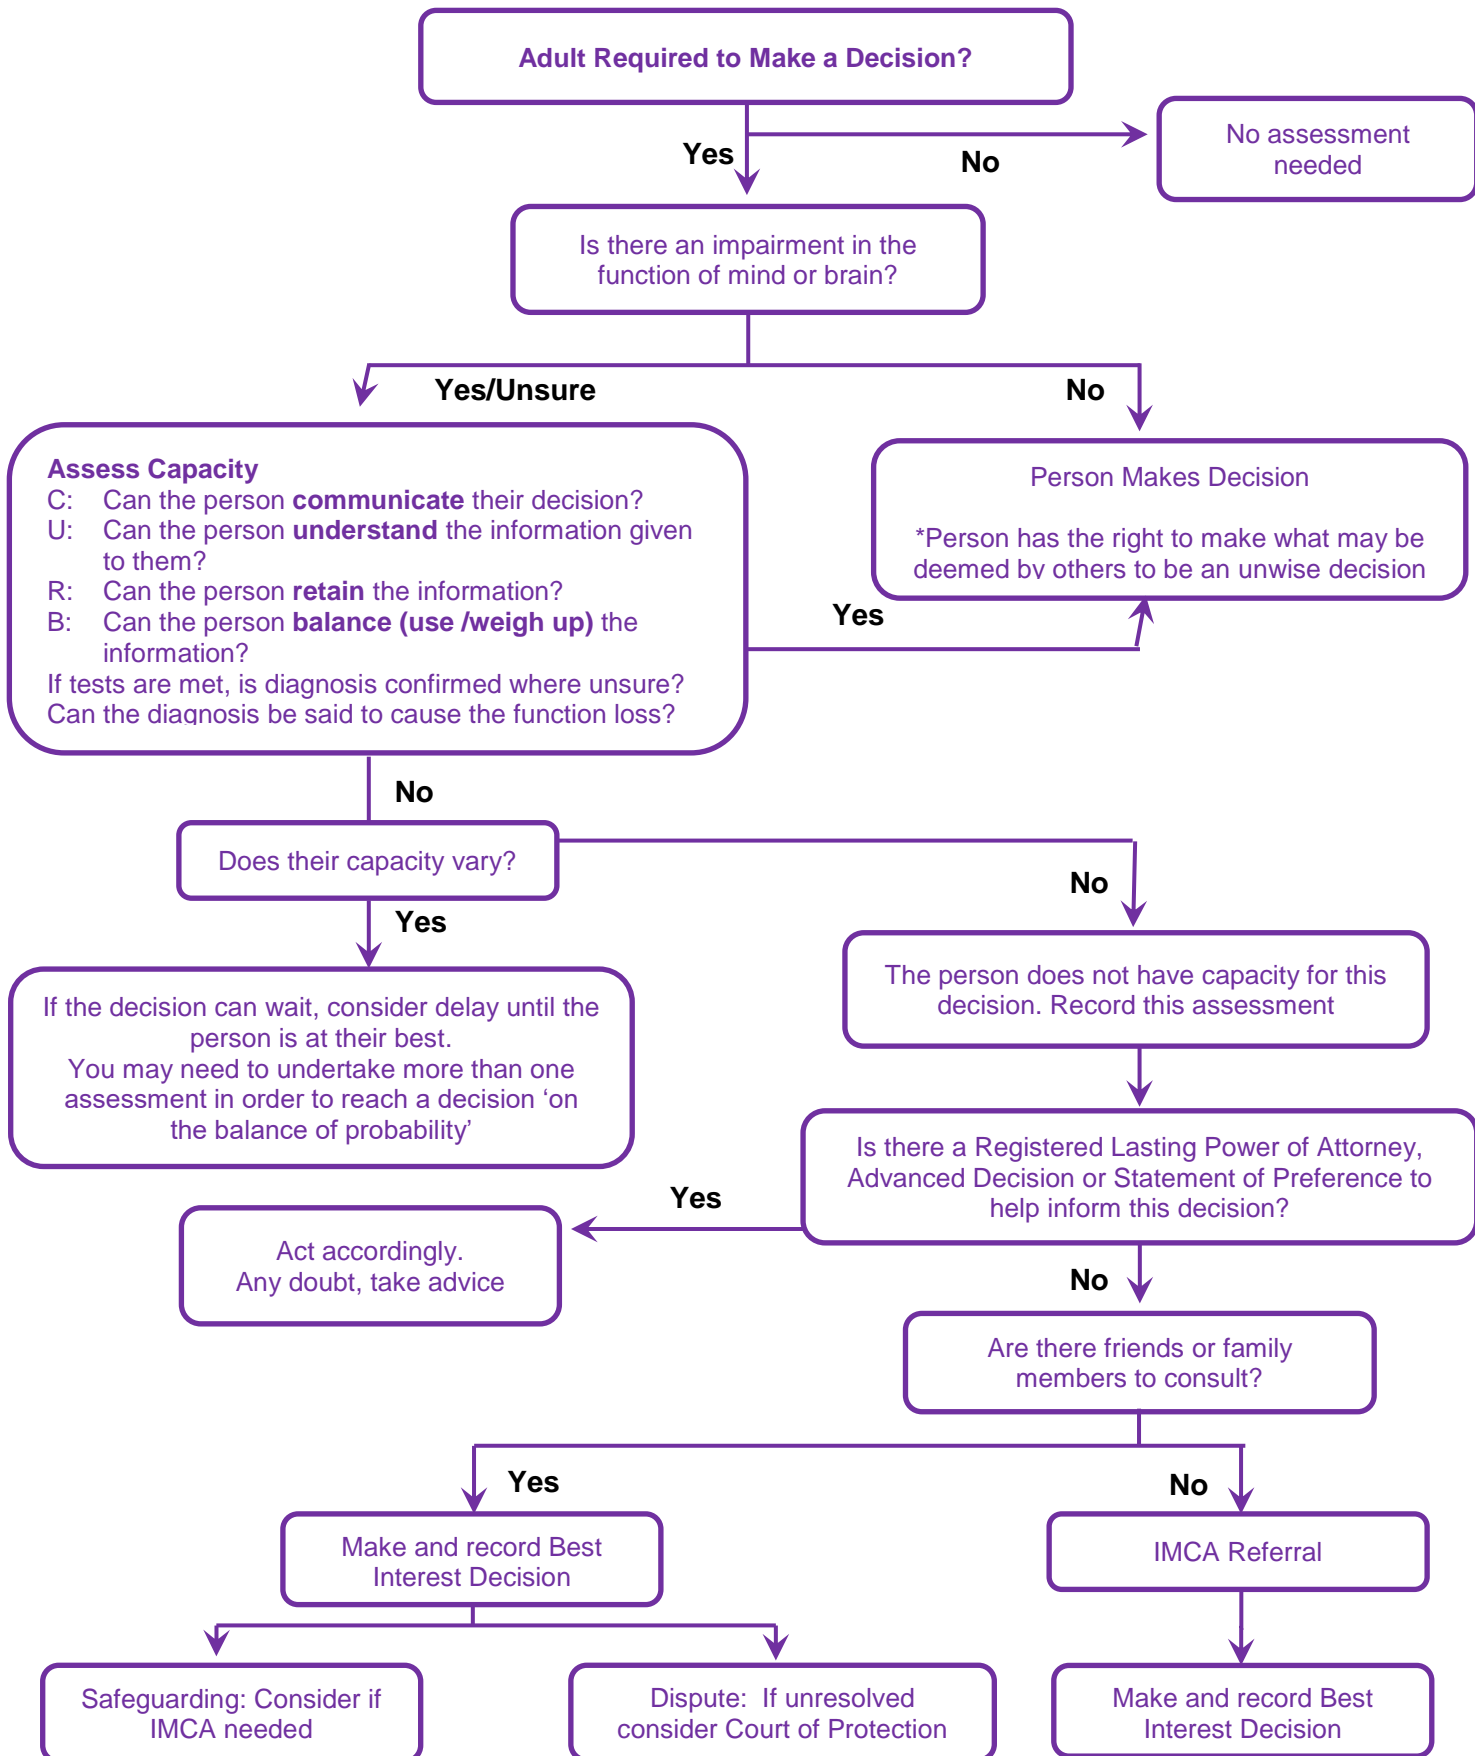 Adult Required to Make a Decision?
No assessment
needed
Yes
No
Is there an impairment in the
function of mind or brain?
Yes/Unsure
No
Assess Capacity
C: Can the person communicate their decision?
U: Can the person understand the information given
to them?
R: Can the person retain the information?
B: Can the person balance (use /weigh up) the
information?
If tests are met, is diagnosis confirmed where unsure?
Can the diagnosis be said to cause the function loss?
Person Makes Decision
*Person has the right to make what may be
deemed by others to be an unwise decision
Yes
No
Does their capacity vary?
No
Yes
If the decision can wait, consider delay until the
person is at their best.
You may need to undertake more than one
assessment in order to reach a decision ‘on
the balance of probability’
The person does not have capacity for this
decision. Record this assessment
Is there a Registered Lasting Power of Attorney,
Advanced Decision or Statement of Preference to
help inform this decision?
Yes
Act accordingly.
Any doubt, take advice
No
Are there friends or family
members to consult?
Yes
No
Make and record Best
Interest Decision
IMCA Referral
Safeguarding: Consider if
IMCA needed
Dispute: If unresolved
consider Court of Protection
Make and record Best
Interest Decision